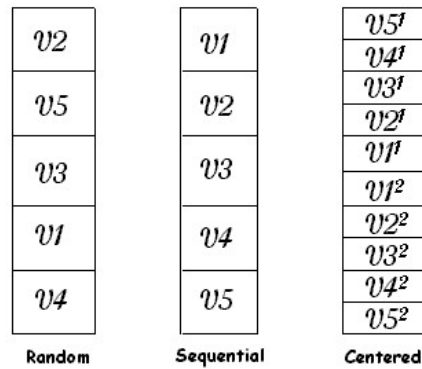 v2
v5
v3
v1
v4
Random
v1
v2
v3
v4
v5
Sequential
v5¹
v4¹
v3¹
v2¹
v1¹
v1²
v2²
v3²
v4²
v5²
Centered